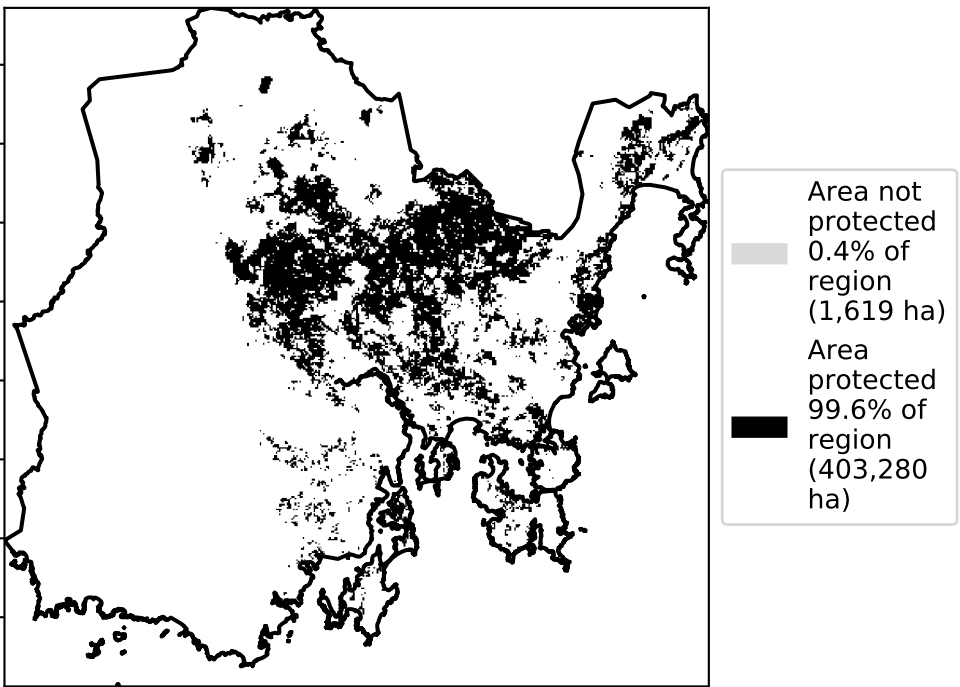 Area not
protected
0.4% of
region
(1,619 ha)
Area
protected
99.6% of
region
(403,280
ha)